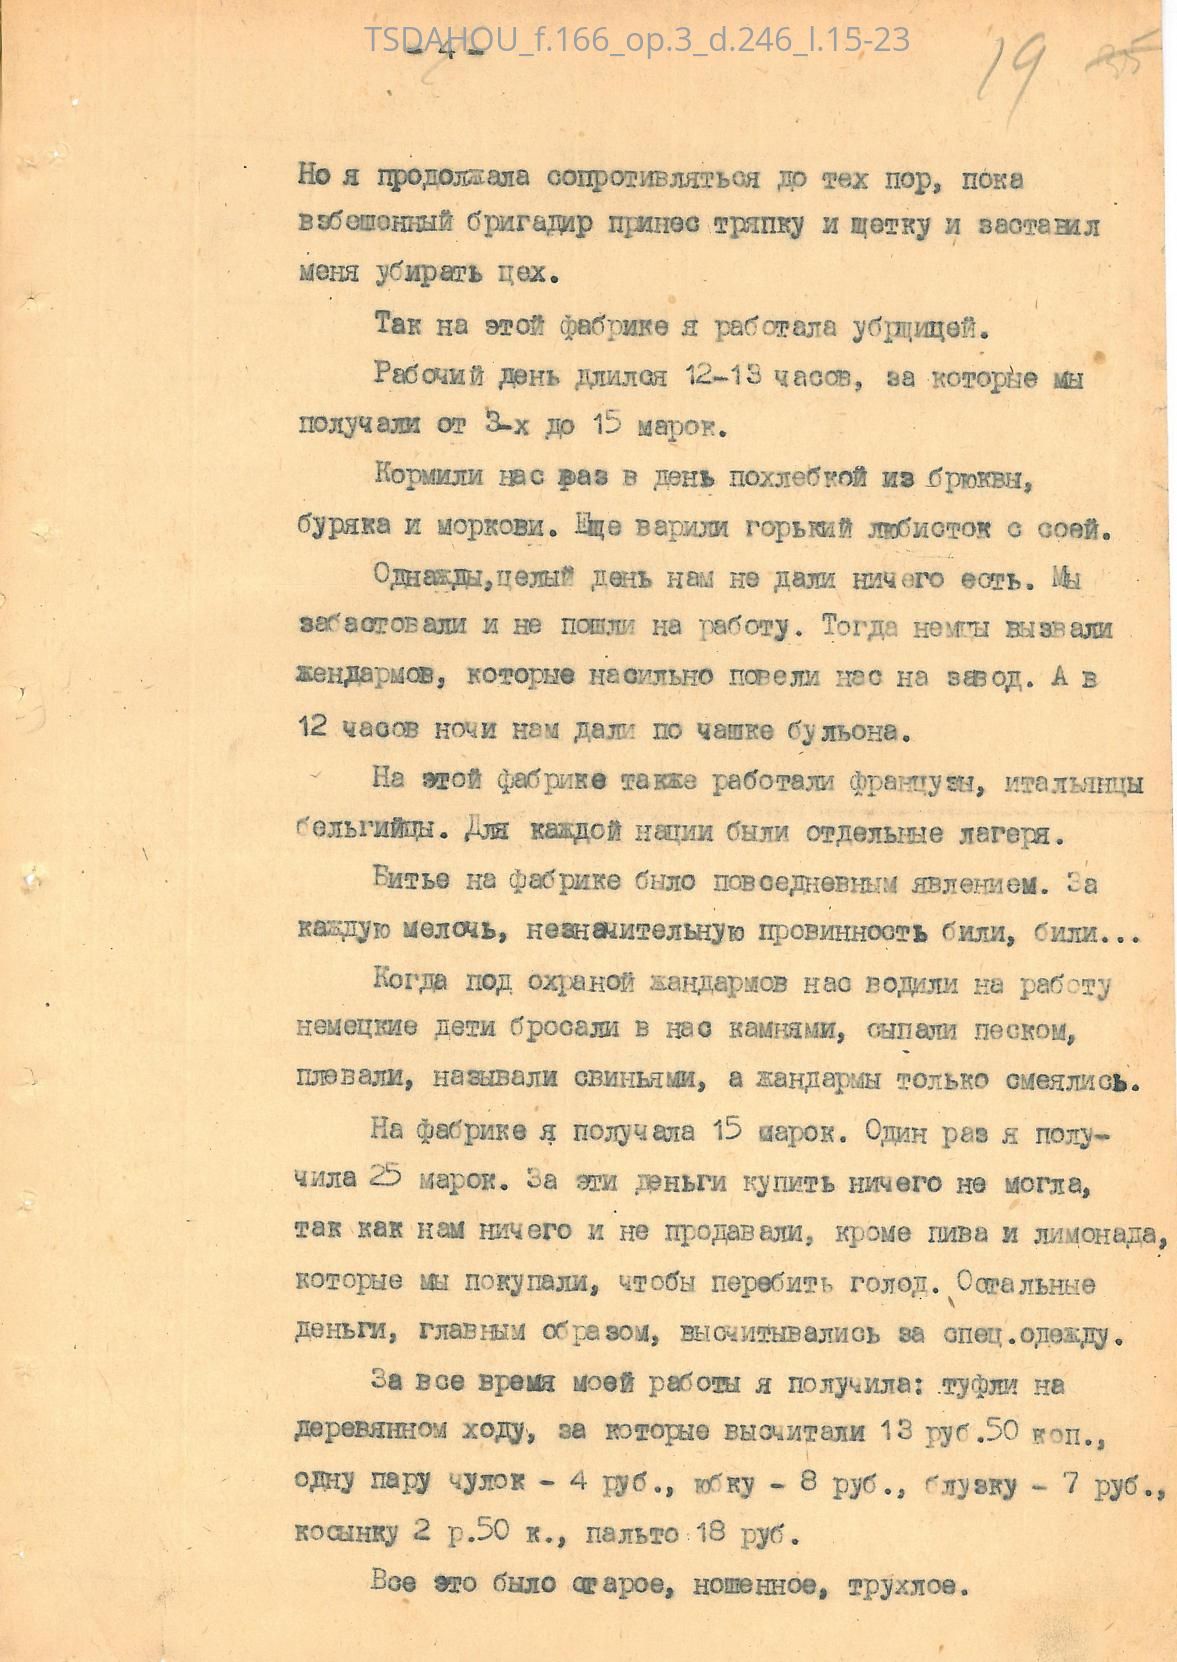 TSDAHOU_f.166_op.3_d.246_l.15-23
- 4 -
19 35
Но я продолжала сопротивляться до тех пор, пока
взбешенный бригадир принес тряпку и щетку и заставил
меня убирать цех.
Так на этой фабрике я работала убрщицей.
Рабочий день длился 12-13 часов, за которые мы
получали от 3-х до 15 марок.
Кормили нас раз в день похлебкой из брюквы,
буряка и моркови. Еще варили горький любисток с соей.
Однажды,целый день нам не дали ничего есть. Мы
забастовали и не пошли на работу. Тогда немцы вызвали
жендармов, которые насильно повели нас на завод. А в
12 часов ночи нам дали по чашке бульона.
На этой фабрике также работали французы, итальянцы
бельгийцы. Для каждой нации были отдельные лагеря.
Битье на фабрике было повседневным явлением. За
каждую мелочь, незначительную провинность били, били...
Когда под охраной жандармов нас водили на работу
немецкие дети бросали в нас камнями, сыпали песком,
плевали, называли свиньями, а жандармы только смеялись.
На фабрике я получала 15 марок. Один раз я полу-
чила 25 марок. За эти деньги купить ничего не могла,
так как нам ничего и не продавали, кроме пива и лимонада,
которые мы покупали, чтобы перебить голод. Остальные
деньги, главным образом, высчитывались за спец.одежду.
За все время моей работы я получила: туфли на
деревянном ходу, за которые высчитали 13 руб.50 коп.,
одну пару чулок - 4 руб., юбку - 8 руб., блузку - 7 руб.,
косынку 2 р.50 к., пальто 18 руб.
Все это было старое, ношенное, трухлое.